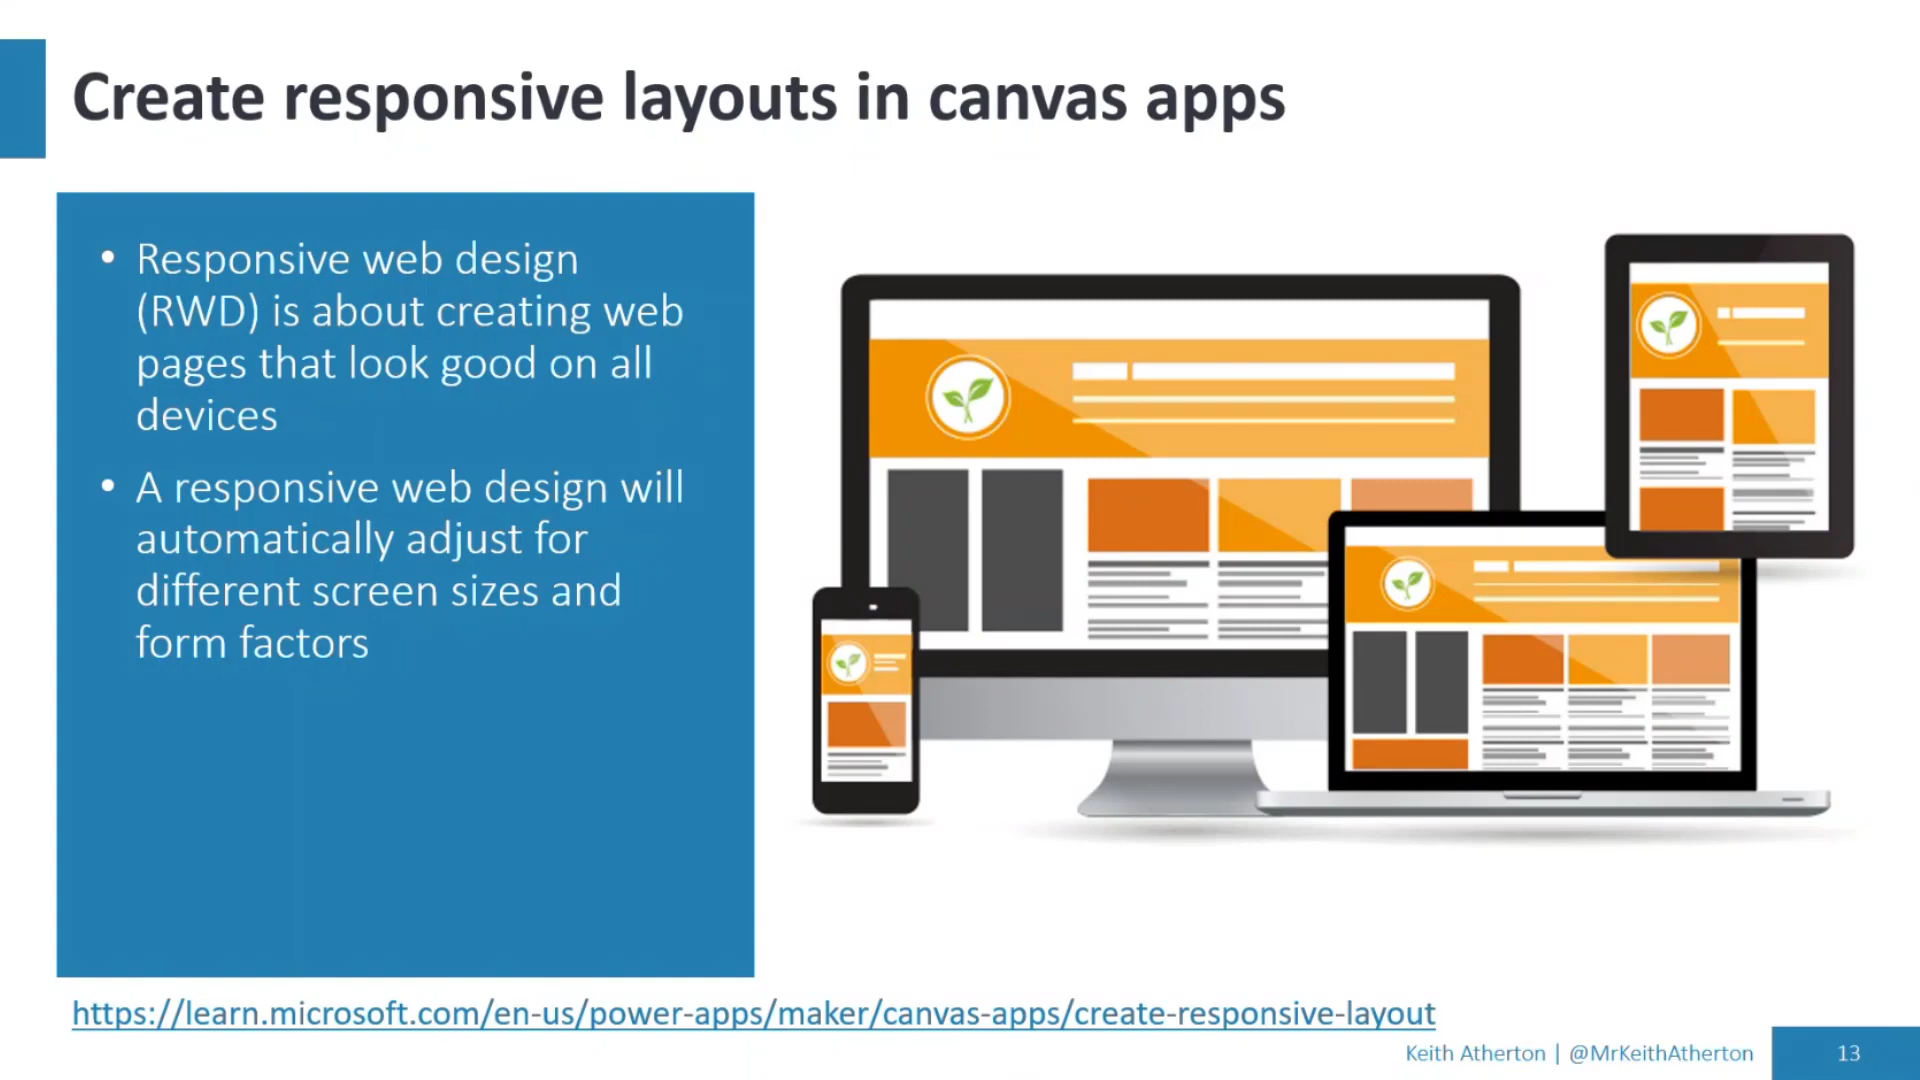 Create responsive layouts in canvas apps
• Responsive web design
(RWD) is about creating web
pages that look good on all
devices
• A responsive web design will
automatically adjust for
different screen sizes and
form factors
https://learn.microsoft.com/en-us/power-apps/maker/canvas-apps/create-responsive-layout
Keith Atherton | @MrKeithAtherton
13